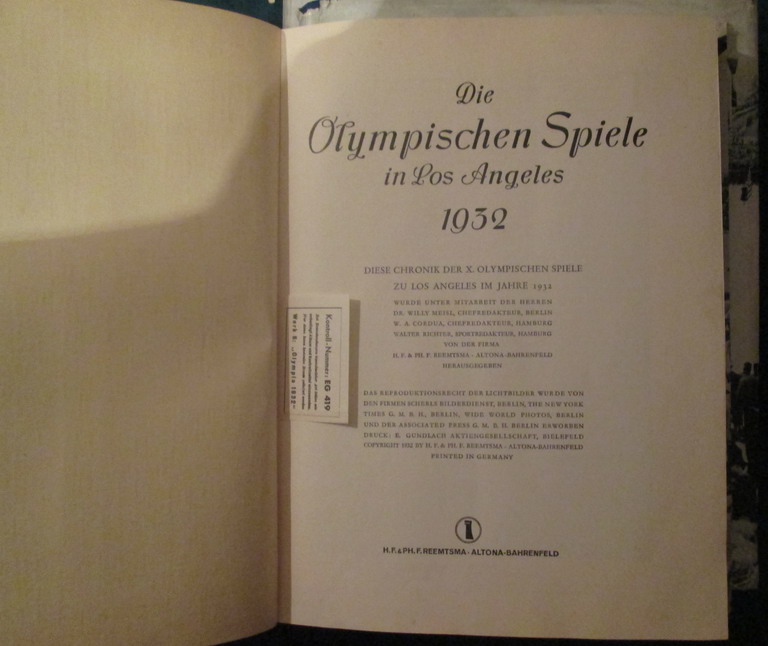 Die
Olympischen Spiele
in Los Angeles
1932
DIESE CHRONIK DER X. OLYMPISCHEN SPIELE
ZU LOS ANGELES IM JAHRE 1932
WURDE UNTER MITARBEIT DER HERREN
DR. WILLY MEISL, CHEFREDAKTEUR, BERLIN
W. A. CORDUA, CHEFREDAKTEUR, HAMBURG
WALTER RICHTER, SPORTREDAKTEUR, HAMBURG
VON DER FIRMA
H. F. & PH. F. REEMTSMA - ALTONA-BAHRENFELD
HERAUSGEGEBEN
DAS REPRODUKTIONSRECHT DER LICHTBILDER WURDE VON
DEN FIRMEN SCHERLS BILDERDIENST, BERLIN, THE NEW YORK
TIMES G. M. B. H., BERLIN, WIDE WORLD PHOTOS, BERLIN
UND DER ASSOCIATED PRESS G. M. B. H. BERLIN ERWORBEN
DRUCK: E. GUNDLACH AKTIENGESELLSCHAFT, BIELEFELD
COPYRIGHT 1932 BY H. F. & PH. F. REEMTSMA - ALTONA-BAHRENFELD
PRINTED IN GERMANY
H. F. & PH. F. REEMTSMA - ALTONA-BAHRENFELD
Kontroll-Nummer: EG 419
Werk E: „Olympia 1932"